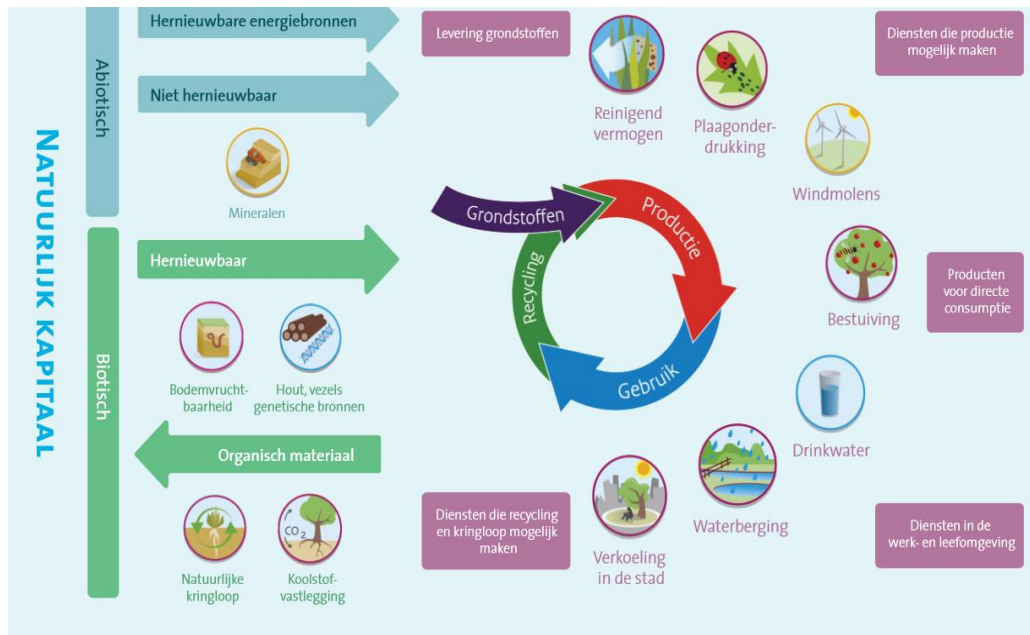 NATUURLIJK KAPITAAL
Abiotisch
Hernieuwbare energiebronnen
Niet hernieuwbaar
Mineralen
Biotisch
Hernieuwbaar
Bodemvrucht-
baarheid
Hout, vezels
genetische bronnen
Organisch materiaal
CO2
Natuurlijke
kringloop
Koolstof-
vastlegging
Levering grondstoffen
Reinigend
vermogen
Plaagonder-
drukking
Diensten die productie
mogelijk maken
Windmolens
Grondstoffen
Productie
Gebruik
Recycling
Bestuiving
Producten
voor directe
consumptie
Drinkwater
Waterberging
Verkoeling
in de stad
Diensten die recycling
en kringloop mogelijk
maken
Diensten in de
werk- en leefomgeving